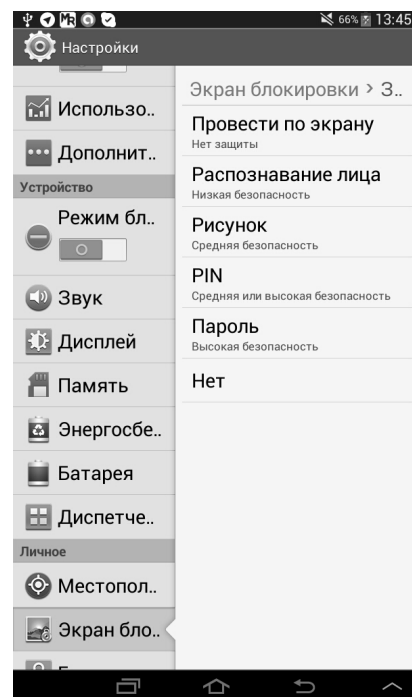 66% 13:45
Настройки
Использо..
Дополнит..
Устройство
Режим бл..
Звук
Дисплей
Память
Энергосбе..
Батарея
Диспетче..
Личное
Местопол..
Экран бло..
Экран блокировки > З..
Провести по экрану
Нет защиты
Распознавание лица
Низкая безопасность
Рисунок
Средняя безопасность
PIN
Средняя или высокая безопасность
Пароль
Высокая безопасность
Нет